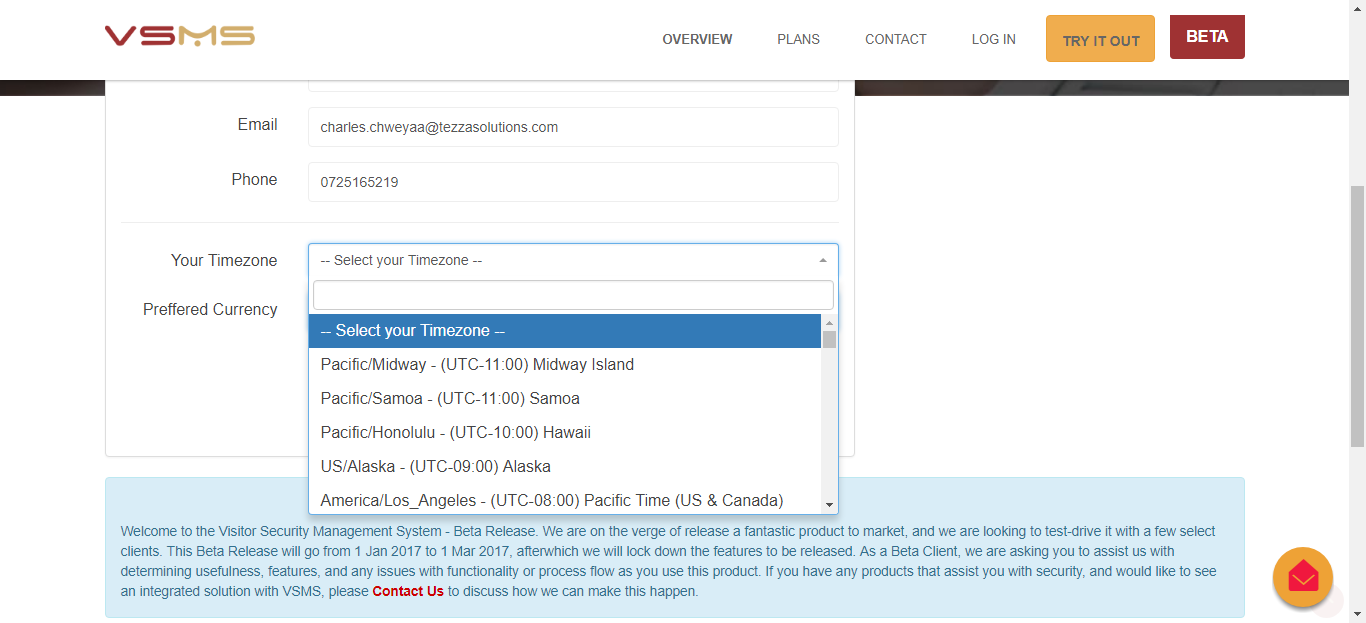 VSMS
OVERVIEW
PLANS
CONTACT
LOG IN
TRY IT OUT
BETA
Email
charles.chweyaa@tezzasolutions.com
Phone
0725165219
Your Timezone
-- Select your Timezone --
Preffered Currency
-- Select your Timezone --
Pacific/Midway - (UTC-11:00) Midway Island
Pacific/Samoa - (UTC-11:00) Samoa
Pacific/Honolulu - (UTC-10:00) Hawaii
US/Alaska - (UTC-09:00) Alaska
America/Los_Angeles - (UTC-08:00) Pacific Time (US & Canada)
Welcome to the Visitor Security Management System - Beta Release. We are on the verge of release a fantastic product to market, and we are looking to test-drive it with a few select
clients. This Beta Release will go from 1 Jan 2017 to 1 Mar 2017, afterwhich we will lock down the features to be released. As a Beta Client, we are asking you to assist us with
determining usefulness, features, and any issues with functionality or process flow as you use this product. If you have any products that assist you with security, and would like to see
an integrated solution with VSMS, please Contact Us to discuss how we can make this happen.